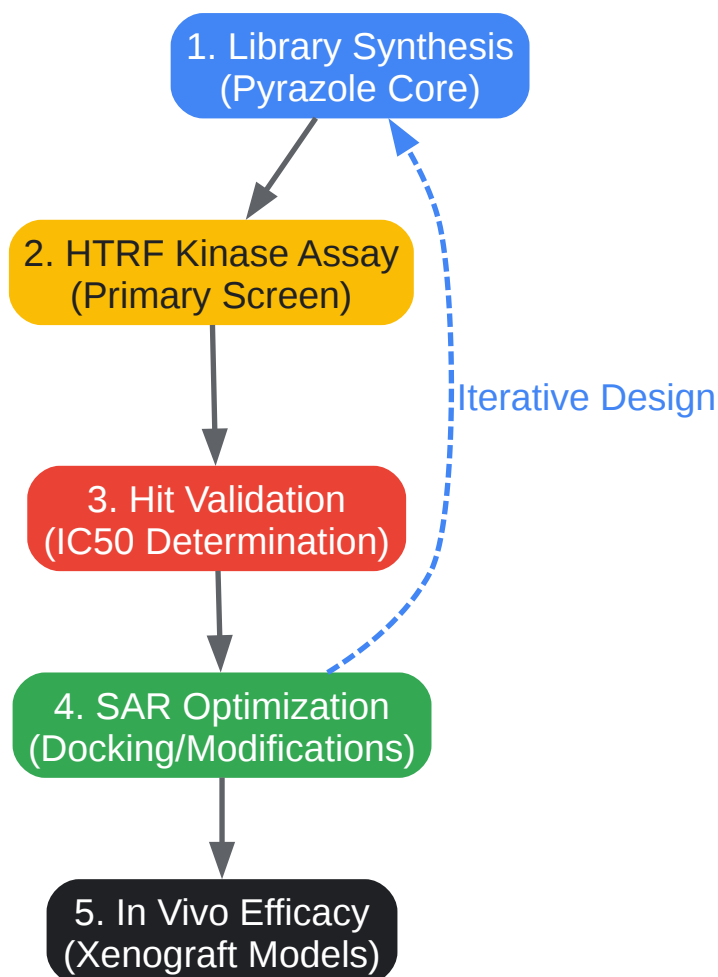 1. Library Synthesis
(Pyrazole Core)
2. HTRF Kinase Assay
(Primary Screen)
Iterative Design
3. Hit Validation
(IC50 Determination)
4. SAR Optimization
(Docking/Modifications)
5. In Vivo Efficacy
(Xenograft Models)